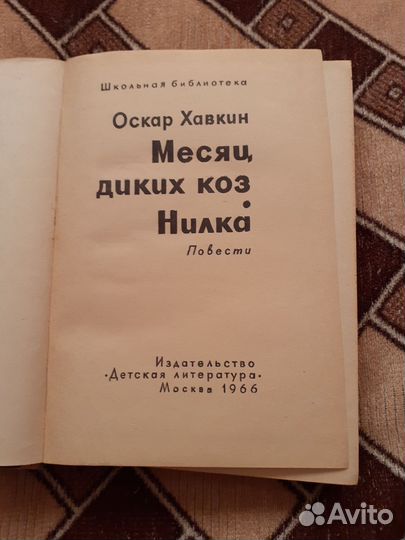 Школьная библиотека
Оскар Хавкин
Месяц
диких коз
•
Нилка
Повести
Издательство
«Детская литература»
Москва 1966
Avito